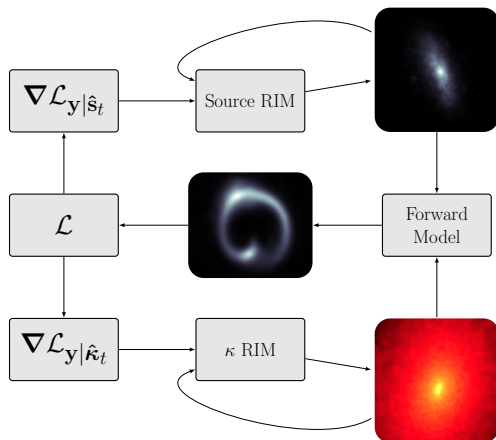 ∇ℒ_{𝐲|ŝ_t}
Source RIM
ℒ
Forward
Model
∇ℒ_{𝐲|κ̂_t}
κ RIM